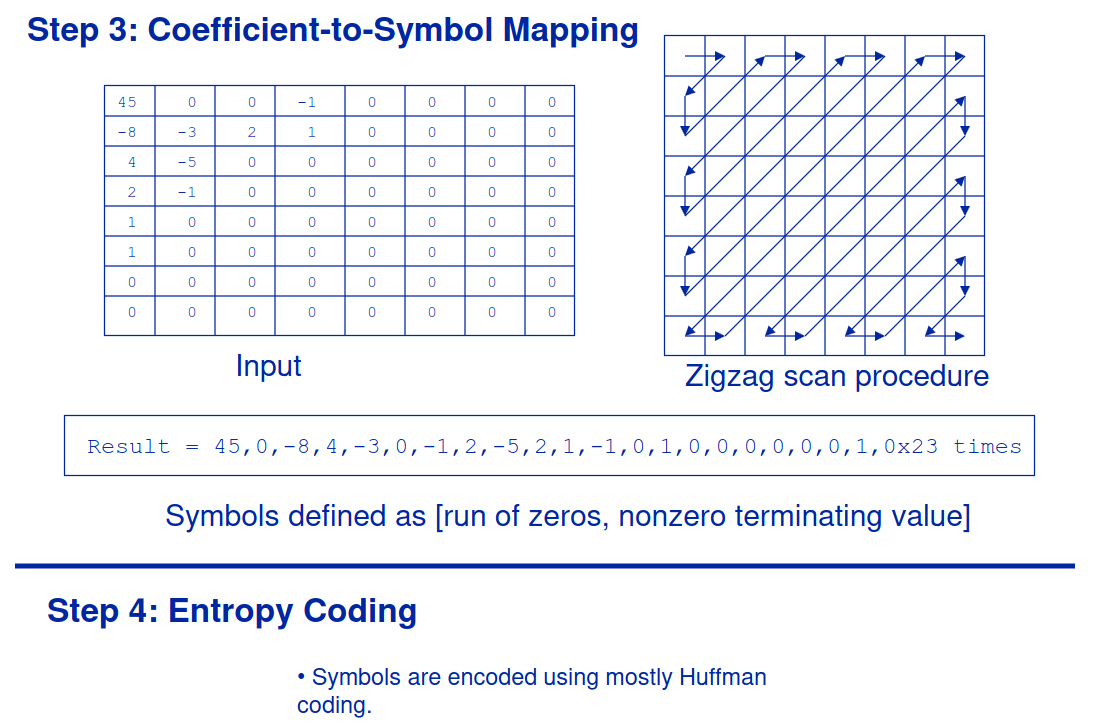 Step 3: Coefficient-to-Symbol Mapping
45 0 0 -1 0 0 0 0
-8 -3 2 1 0 0 0 0
4 -5 0 0 0 0 0 0
2 -1 0 0 0 0 0 0
1 0 0 0 0 0 0 0
1 0 0 0 0 0 0 0
0 0 0 0 0 0 0 0
0 0 0 0 0 0 0 0
Input
Zigzag scan procedure
Result = 45,0,-8,4,-3,0,-1,2,-5,2,1,-1,0,1,0,0,0,0,0,0,1,0x23 times
Symbols defined as [run of zeros, nonzero terminating value]
Step 4: Entropy Coding
• Symbols are encoded using mostly Huffman
coding.